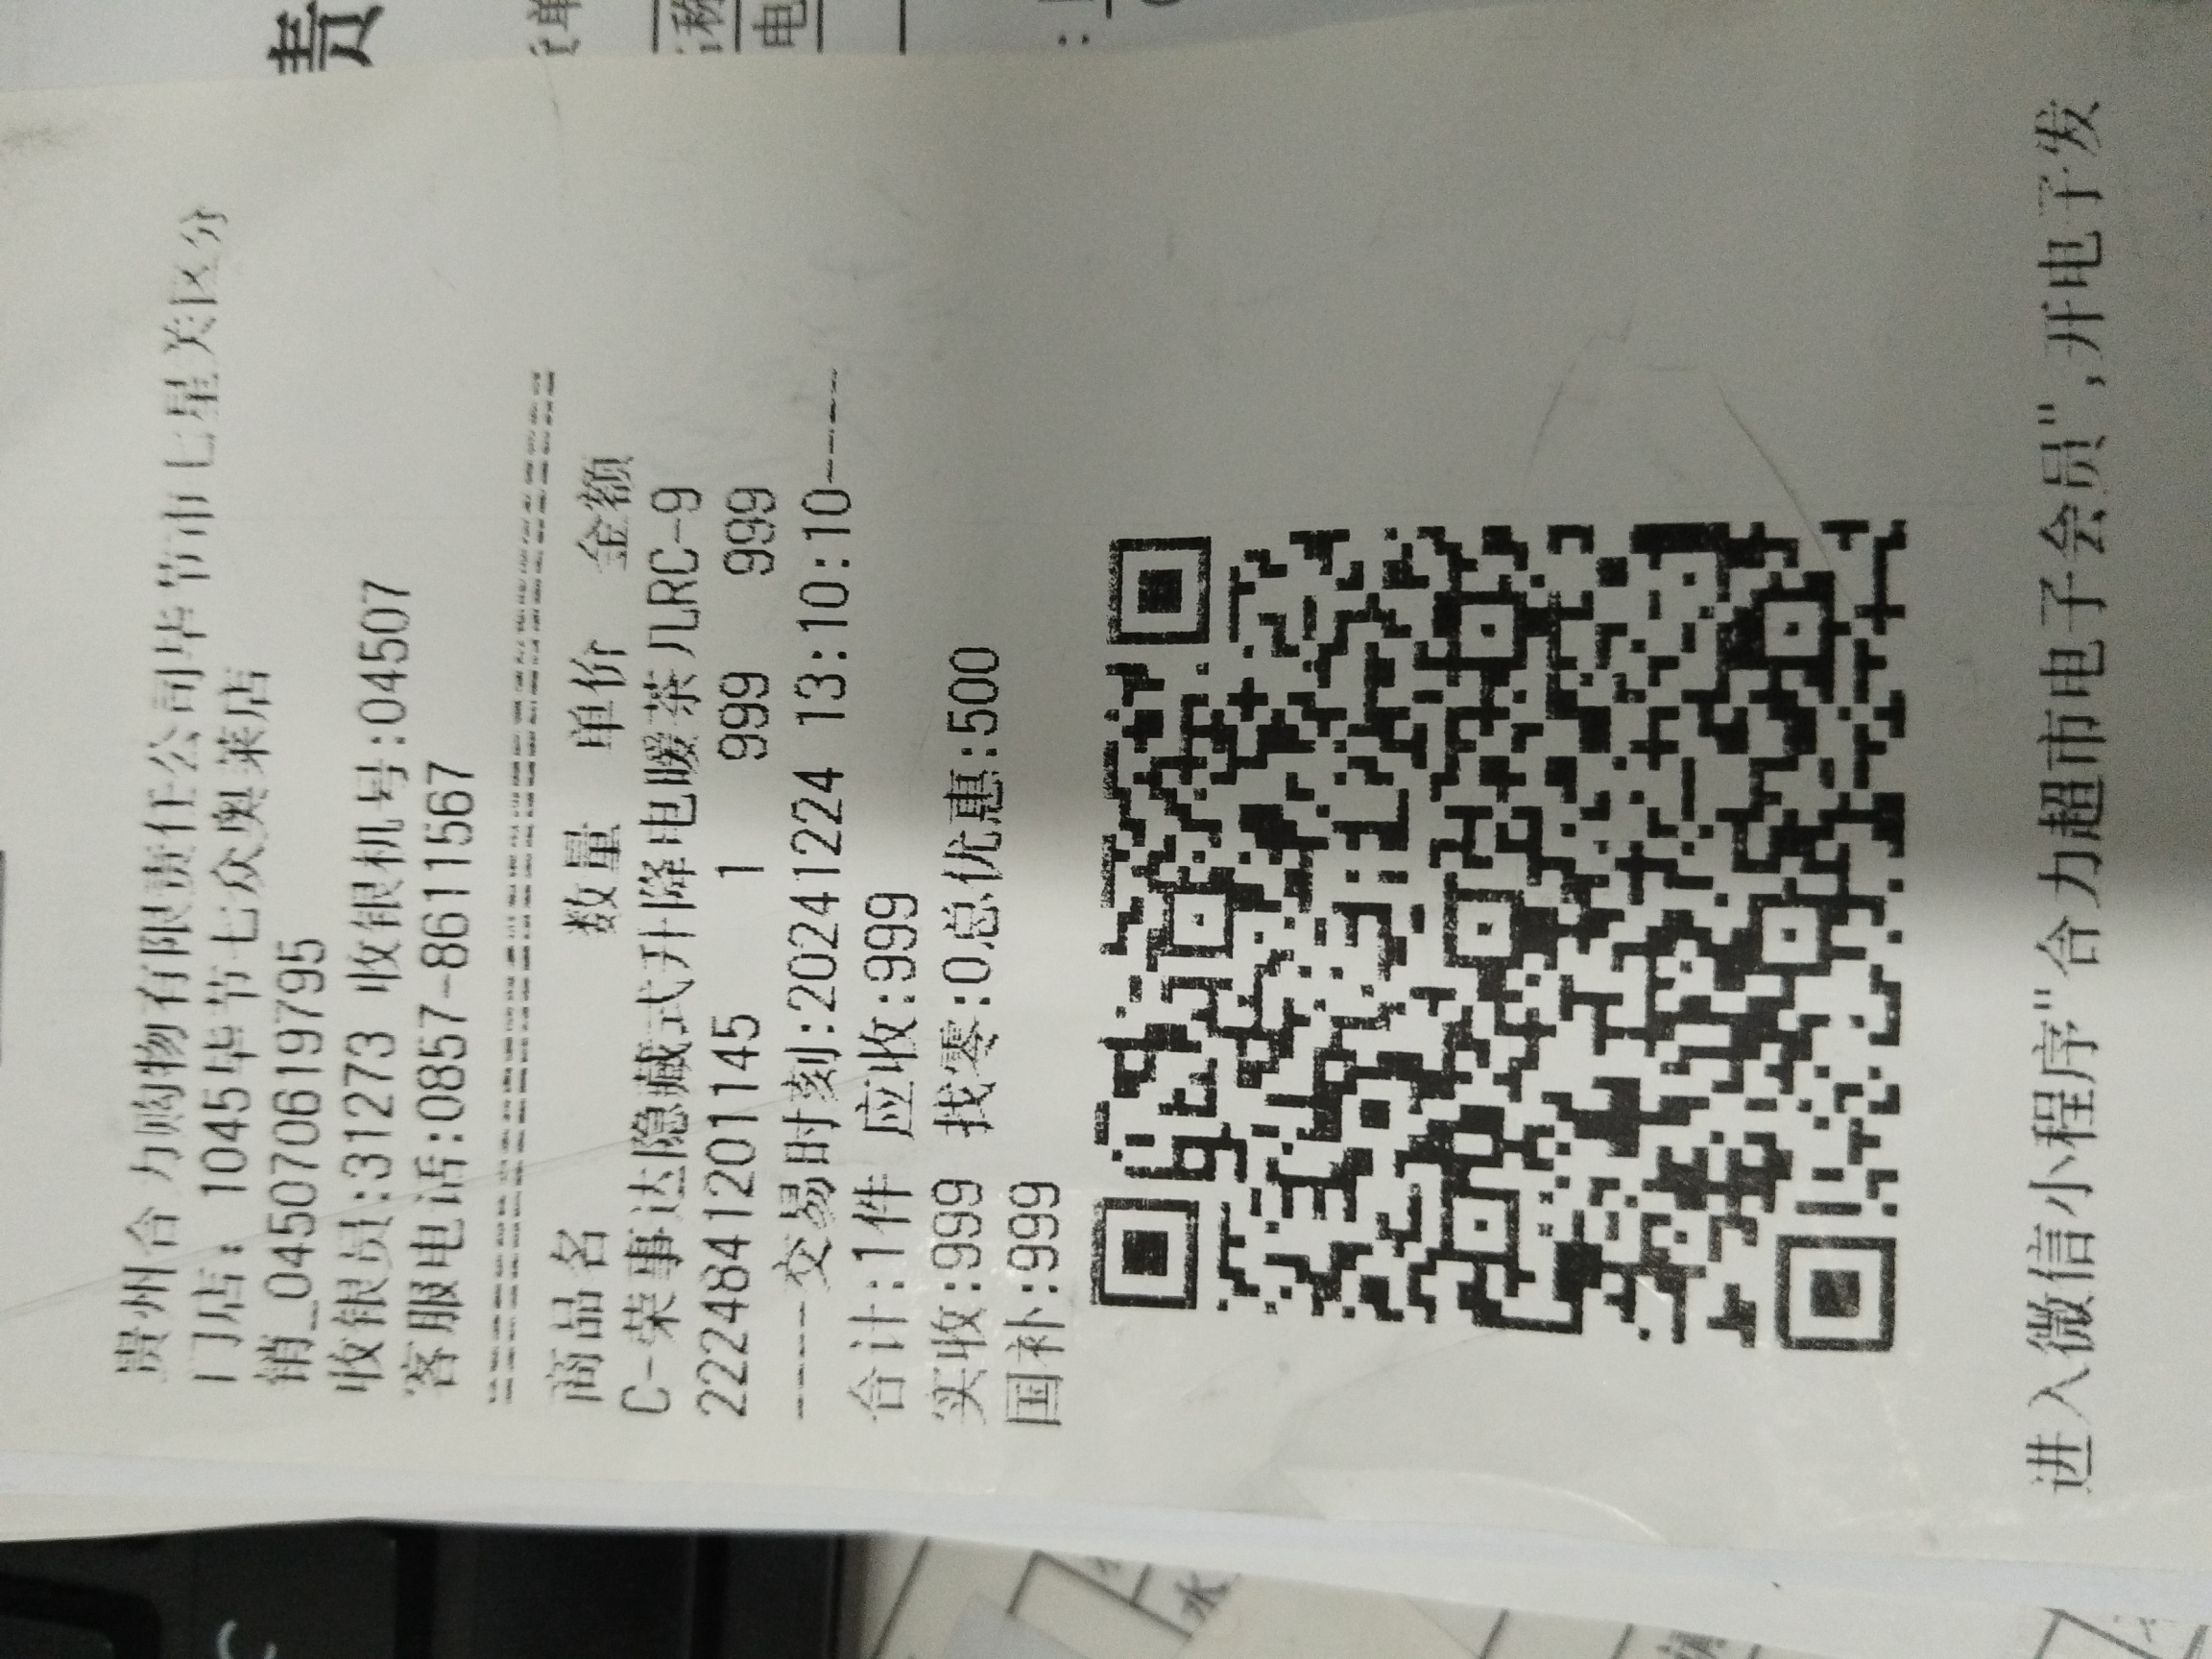 贵州合力购物有限责任公司毕节市七星关区分
门店: 1045毕节七众奥莱店
销_0450706197​95
收银员:31273 收银机号:04507
客服电话:0857-8611567
商品名 数量 单价 金额
C-荣事达隐藏式升降电暖茶几RC-9
2224841201145 1 999 999
----交易时刻:20241224 13:10:10----
合计:1件 应收:999
实收:999 找零:0总优惠:500
国补:999
进入微信小程序"合力超市电子会员",开电子发
责
称
电
水